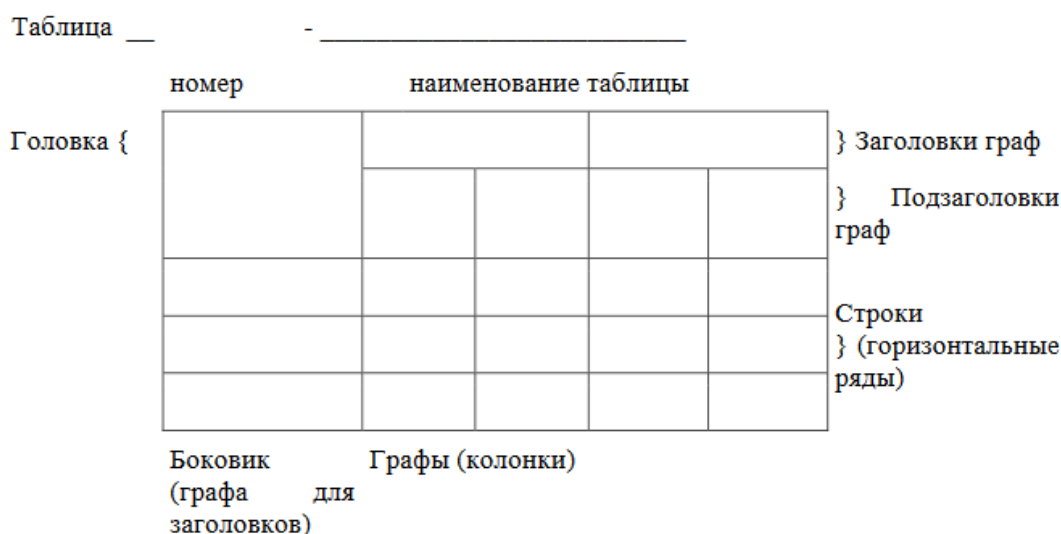 Таблица __ - __________________________
номер наименование таблицы
Головка { } Заголовки граф
} Подзаголовки
граф
Строки
} (горизонтальные
ряды)
Боковик Графы (колонки)
(графа для
заголовков)